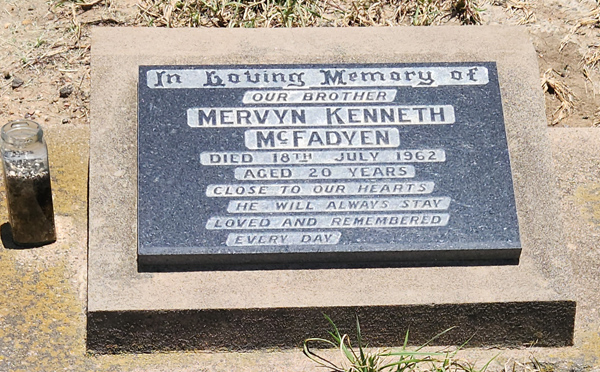 In Loving Memory of
OUR BROTHER
MERVYN KENNETH
McFADYEN
DIED 18TH JULY 1962
AGED 20 YEARS
CLOSE TO OUR HEARTS
HE WILL ALWAYS STAY
LOVED AND REMEMBERED
EVERY DAY